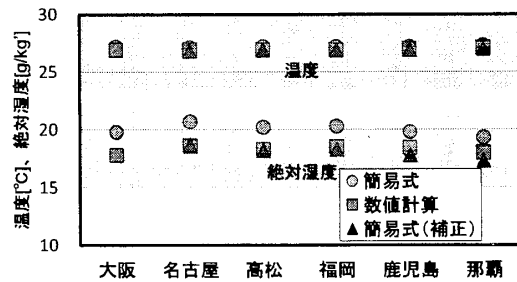 温度[℃]、絶対湿度[g/kg']
30
25
20
15
10
温度
絶対湿度
簡易式
数値計算
簡易式(補正)
大阪 名古屋 高松 福岡 鹿児島 那覇